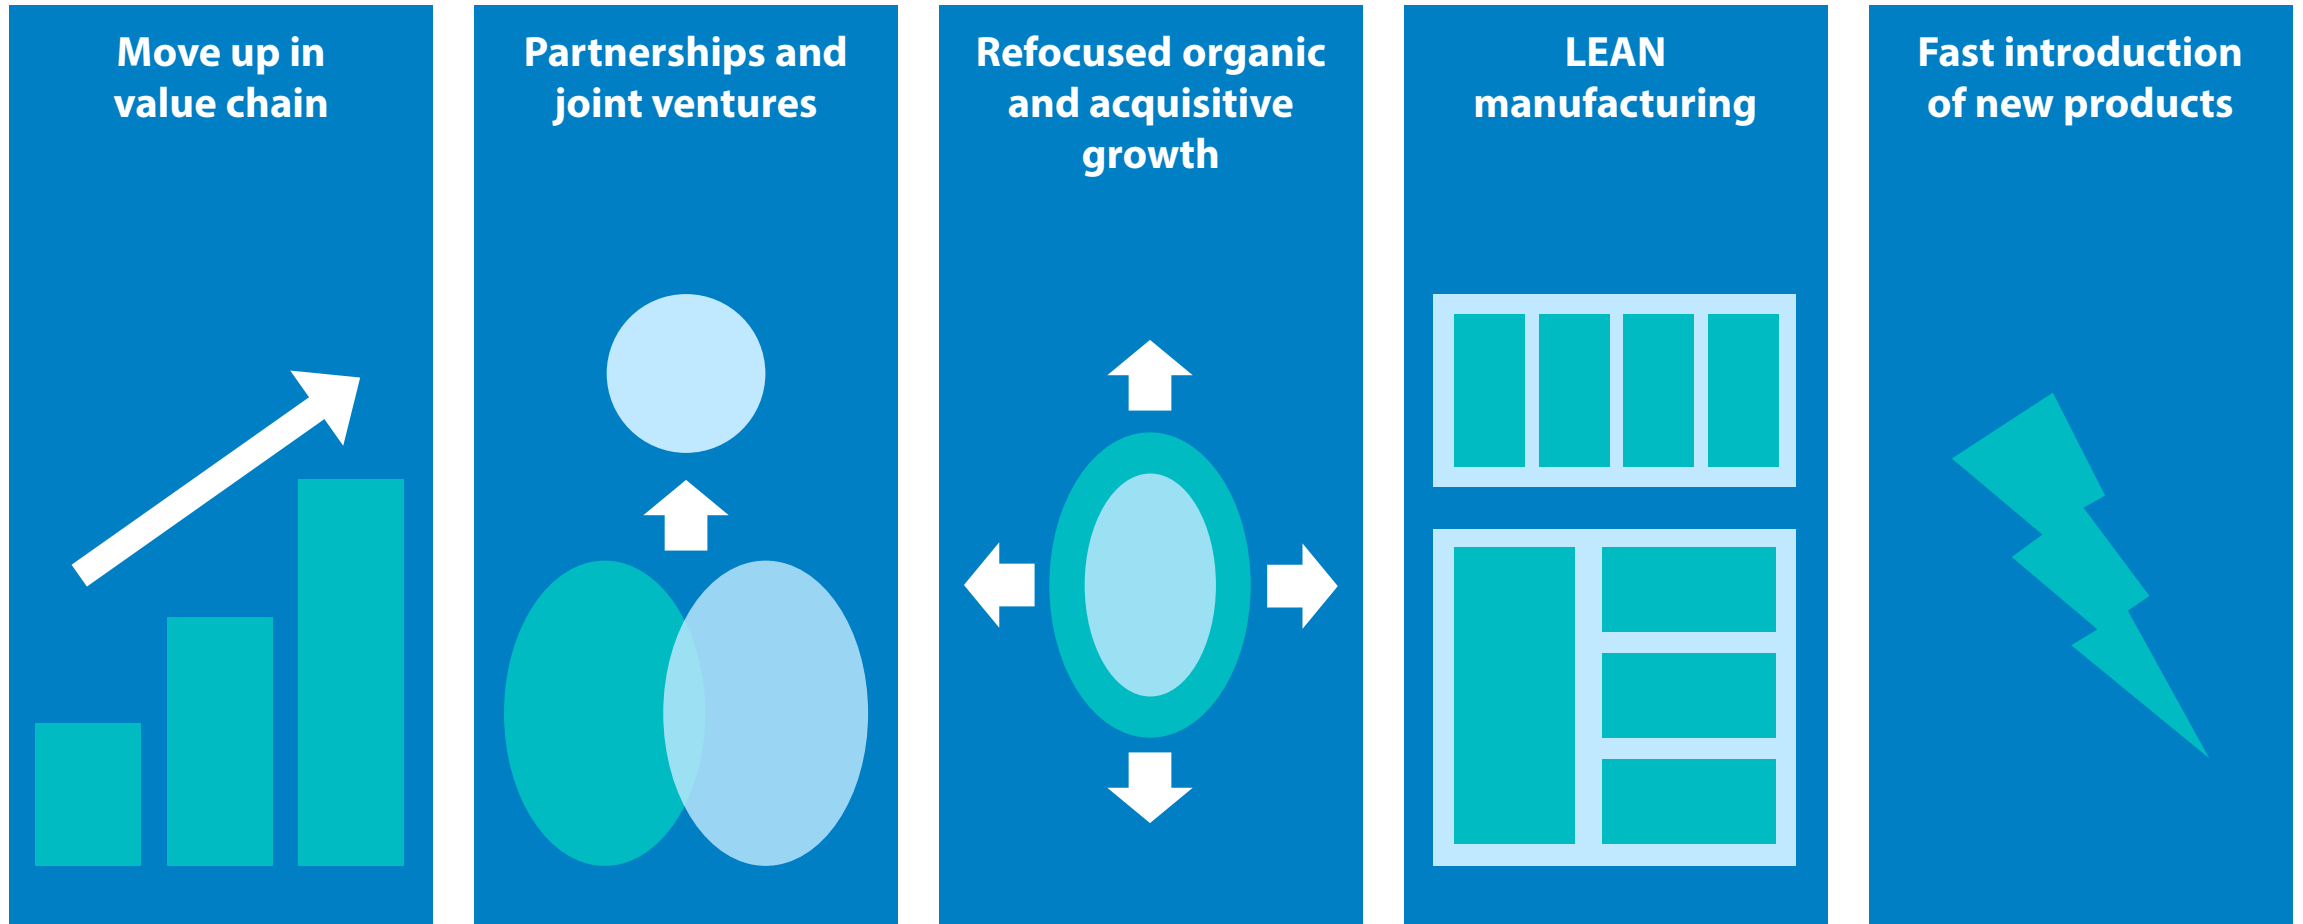 Move up in
value chain
Partnerships and
joint ventures
Refocused organic
and acquisitive
growth
LEAN
manufacturing
Fast introduction
of new products